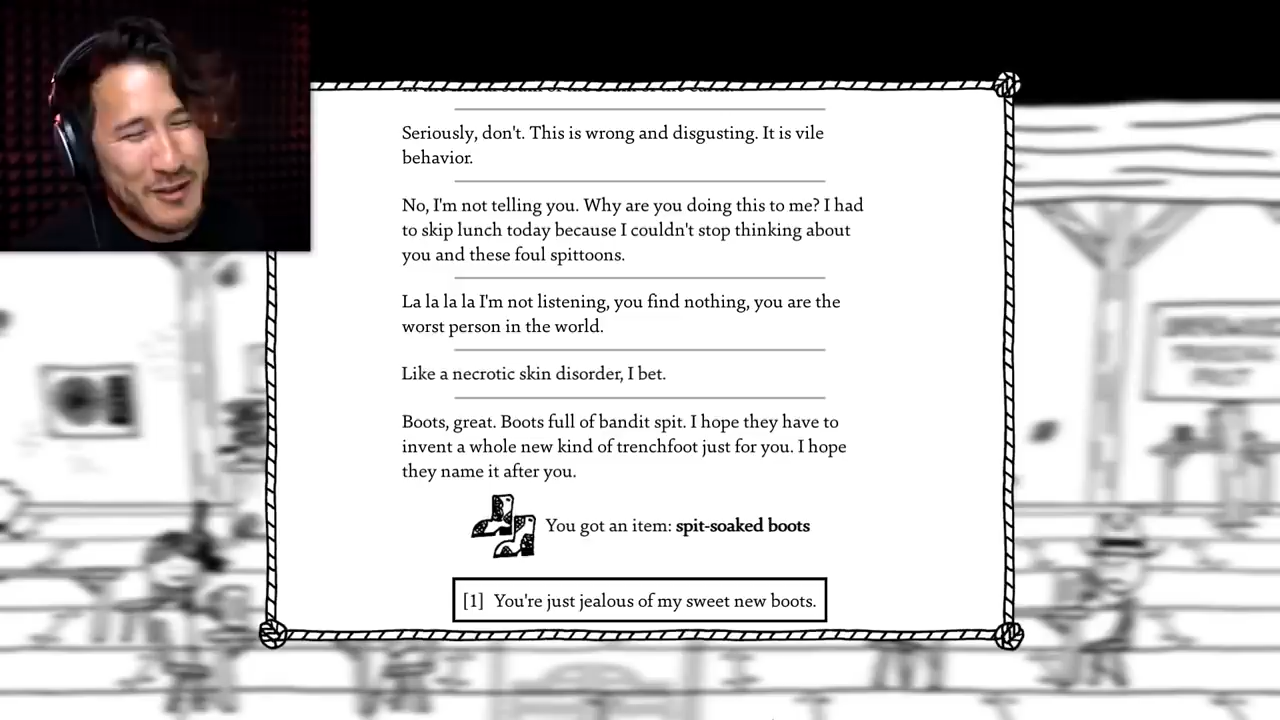 Seriously, don't. This is wrong and disgusting. It is vile
behavior.
No, I'm not telling you. Why are you doing this to me? I had
to skip lunch today because I couldn't stop thinking about
you and these foul spittoons.
La la la la I'm not listening, you find nothing, you are the
worst person in the world.
Like a necrotic skin disorder, I bet.
Boots, great. Boots full of bandit spit. I hope they have to
invent a whole new kind of trenchfoot just for you. I hope
they name it after you.
You got an item: spit-soaked boots
[1] You're just jealous of my sweet new boots.